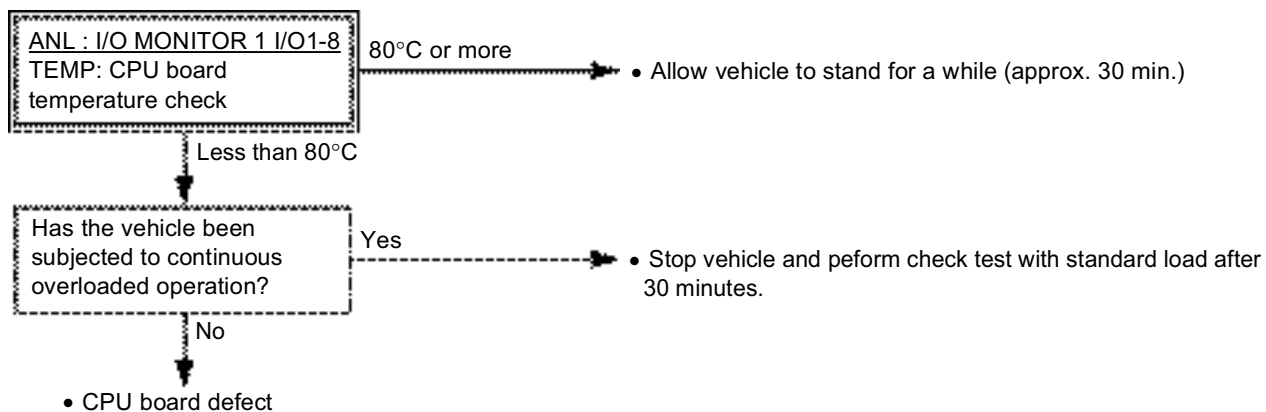 ANL : I/O MONITOR 1 I/O1-8
TEMP: CPU board
temperature check
80°C or more
• Allow vehicle to stand for a while (approx. 30 min.)
Less than 80°C
Has the vehicle been
subjected to continuous
overloaded operation?
Yes
• Stop vehicle and peform check test with standard load after
30 minutes.
No
• CPU board defect